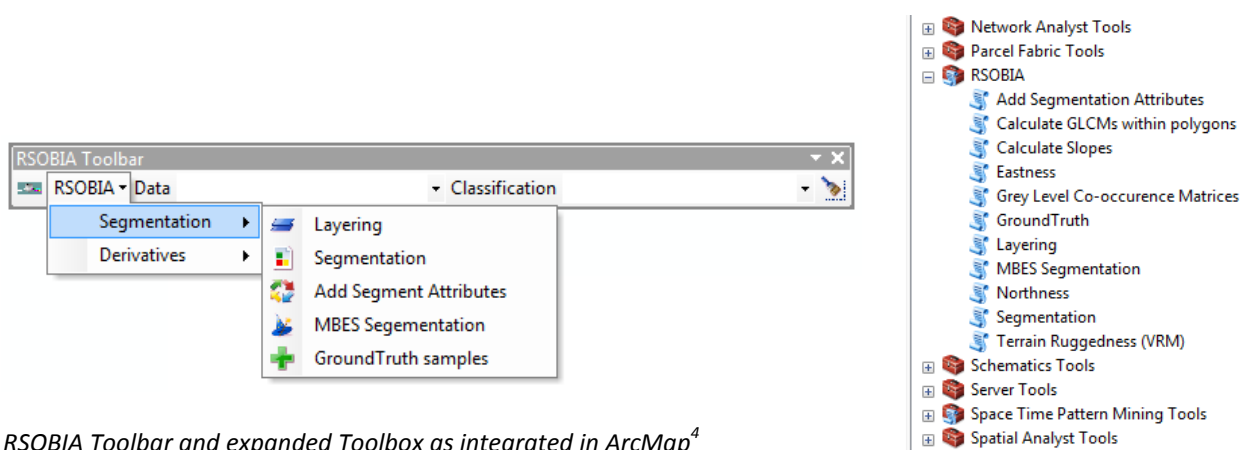 RSOBIA Toolbar
RSOBIA Data Classification
Segmentation
Derivatives
Layering
Segmentation
Add Segment Attributes
MBES Segementation
GroundTruth samples
RSOBIA Toolbar and expanded Toolbox as integrated in ArcMap4
Network Analyst Tools
Parcel Fabric Tools
RSOBIA
Add Segmentation Attributes
Calculate GLCMs within polygons
Calculate Slopes
Eastness
Grey Level Co-occurence Matrices
GroundTruth
Layering
MBES Segmentation
Northness
Segmentation
Terrain Ruggedness (VRM)
Schematics Tools
Server Tools
Space Time Pattern Mining Tools
Spatial Analyst Tools